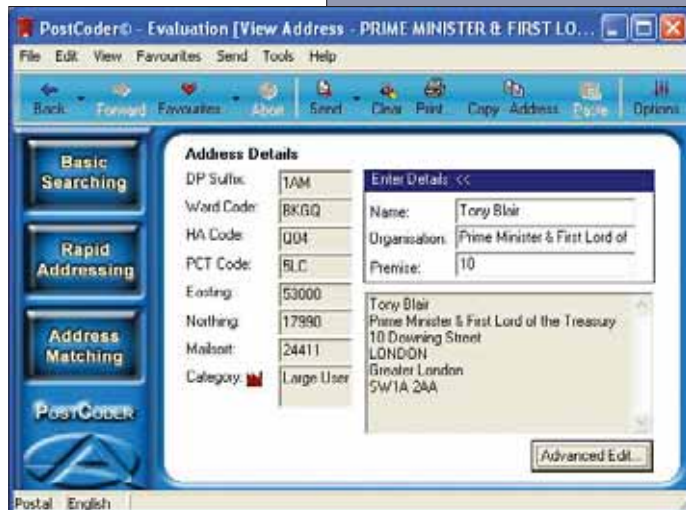 PostCoder© - Evaluation [View Address - PRIME MINISTER & FIRST LO...
File Edit View Favourites Send Tools Help
Back Forward Favourites Abort Send Clear Print Copy Address Paste Options
Basic Searching
Rapid Addressing
Address Matching
POSTCODER
Address Details
DP Suffix: 1AM
Ward Code: BKGQ
HA Code: Q04
PCT Code: 5LC
Easting: 53000
Northing: 17990
Mailsort: 24411
Category: Large User
Enter Details <<
Name: Tony Blair
Organisation: Prime Minister & First Lord of
Premise: 10
Tony Blair
Prime Minister & First Lord of the Treasury
10 Downing Street
LONDON
Greater London
SW1A 2AA
Advanced Edit...
Postal English